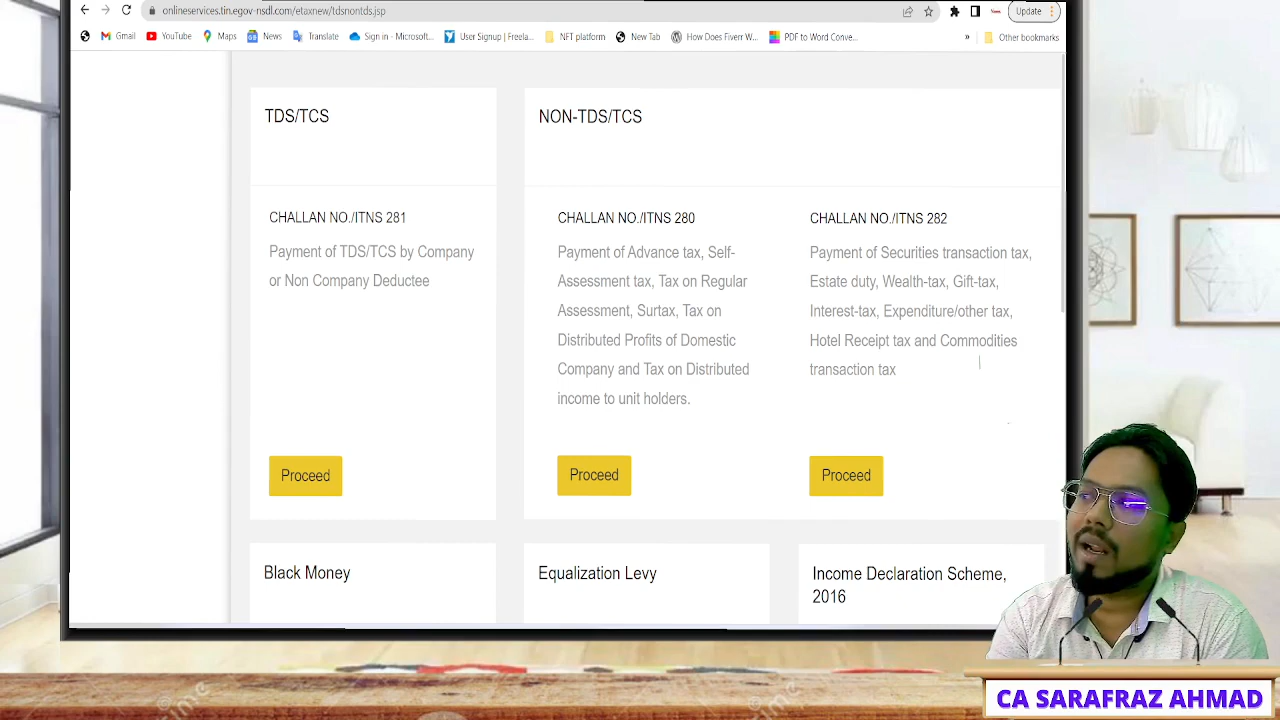 onlineservices.tin.egov-nsdl.com/etaxnew/tdsnontds.jsp
Update
Gmail
YouTube
Maps
News
Translate
Sign in - Microsoft...
User Signup | Freela...
NFT platform
New Tab
How Does Fiverr W...
PDF to Word Conve...
»
Other bookmarks
TDS/TCS
NON-TDS/TCS
CHALLAN NO./ITNS 281
Payment of TDS/TCS by Company
or Non Company Deductee
Proceed
CHALLAN NO./ITNS 280
Payment of Advance tax, Self-
Assessment tax, Tax on Regular
Assessment, Surtax, Tax on
Distributed Profits of Domestic
Company and Tax on Distributed
income to unit holders.
Proceed
CHALLAN NO./ITNS 282
Payment of Securities transaction tax,
Estate duty, Wealth-tax, Gift-tax,
Interest-tax, Expenditure/other tax,
Hotel Receipt tax and Commodities
transaction tax
Proceed
Black Money
Equalization Levy
Income Declaration Scheme,
2016
CA SARAFRAZ AHMAD